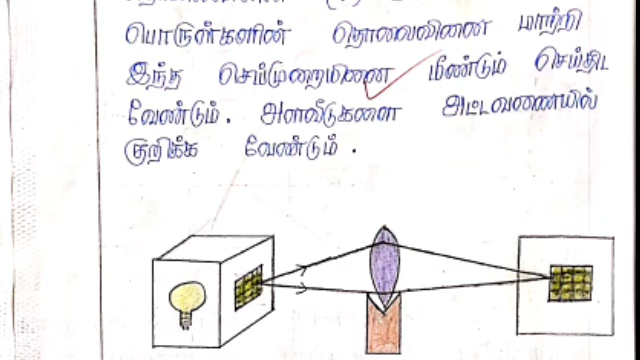 பொருள்களின் தொலைவினை மாற்றி
இந்த செய்முறையினை மீண்டும் செய்திட
வேண்டும். அளவீடுகளை அட்டவணையில்
குறிக்க வேண்டும்.